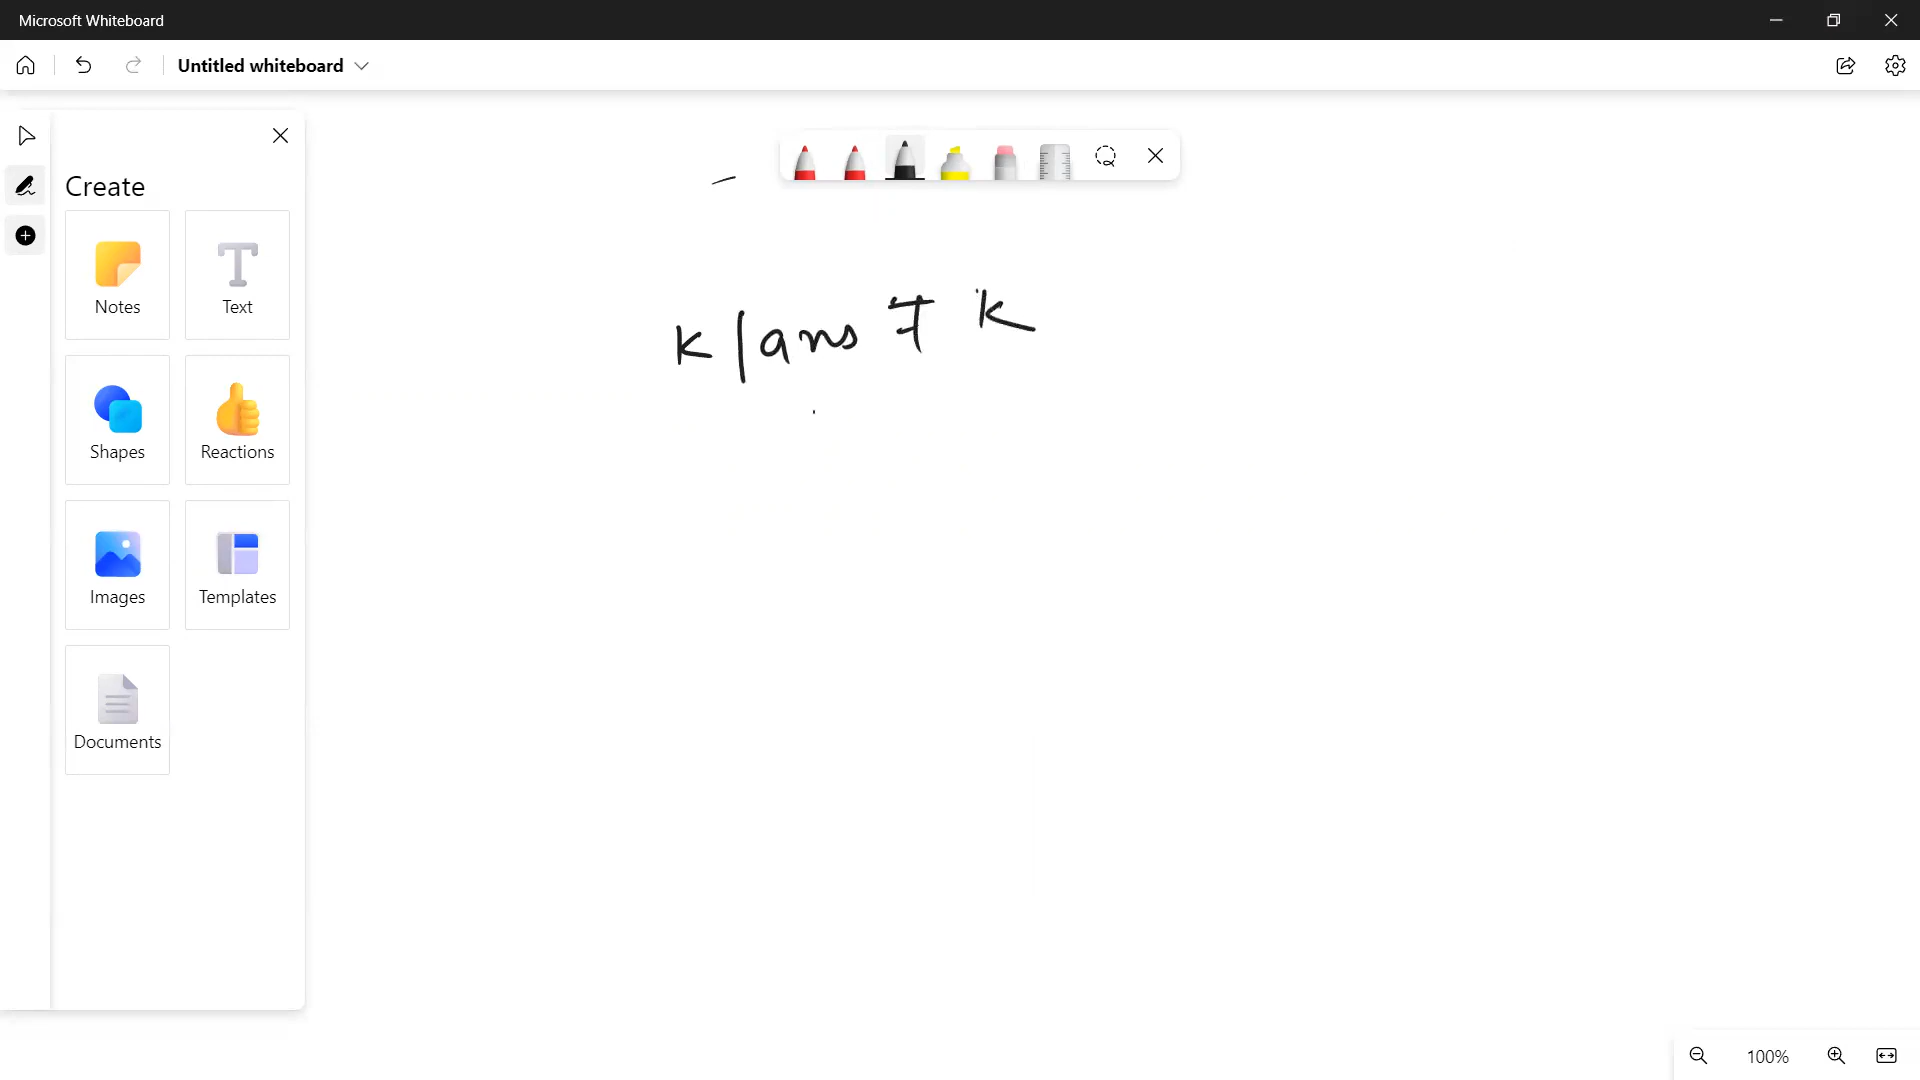 Microsoft Whiteboard
Untitled whiteboard
Create
Notes
Text
Shapes
Reactions
Images
Templates
Documents
k | ans k
100%